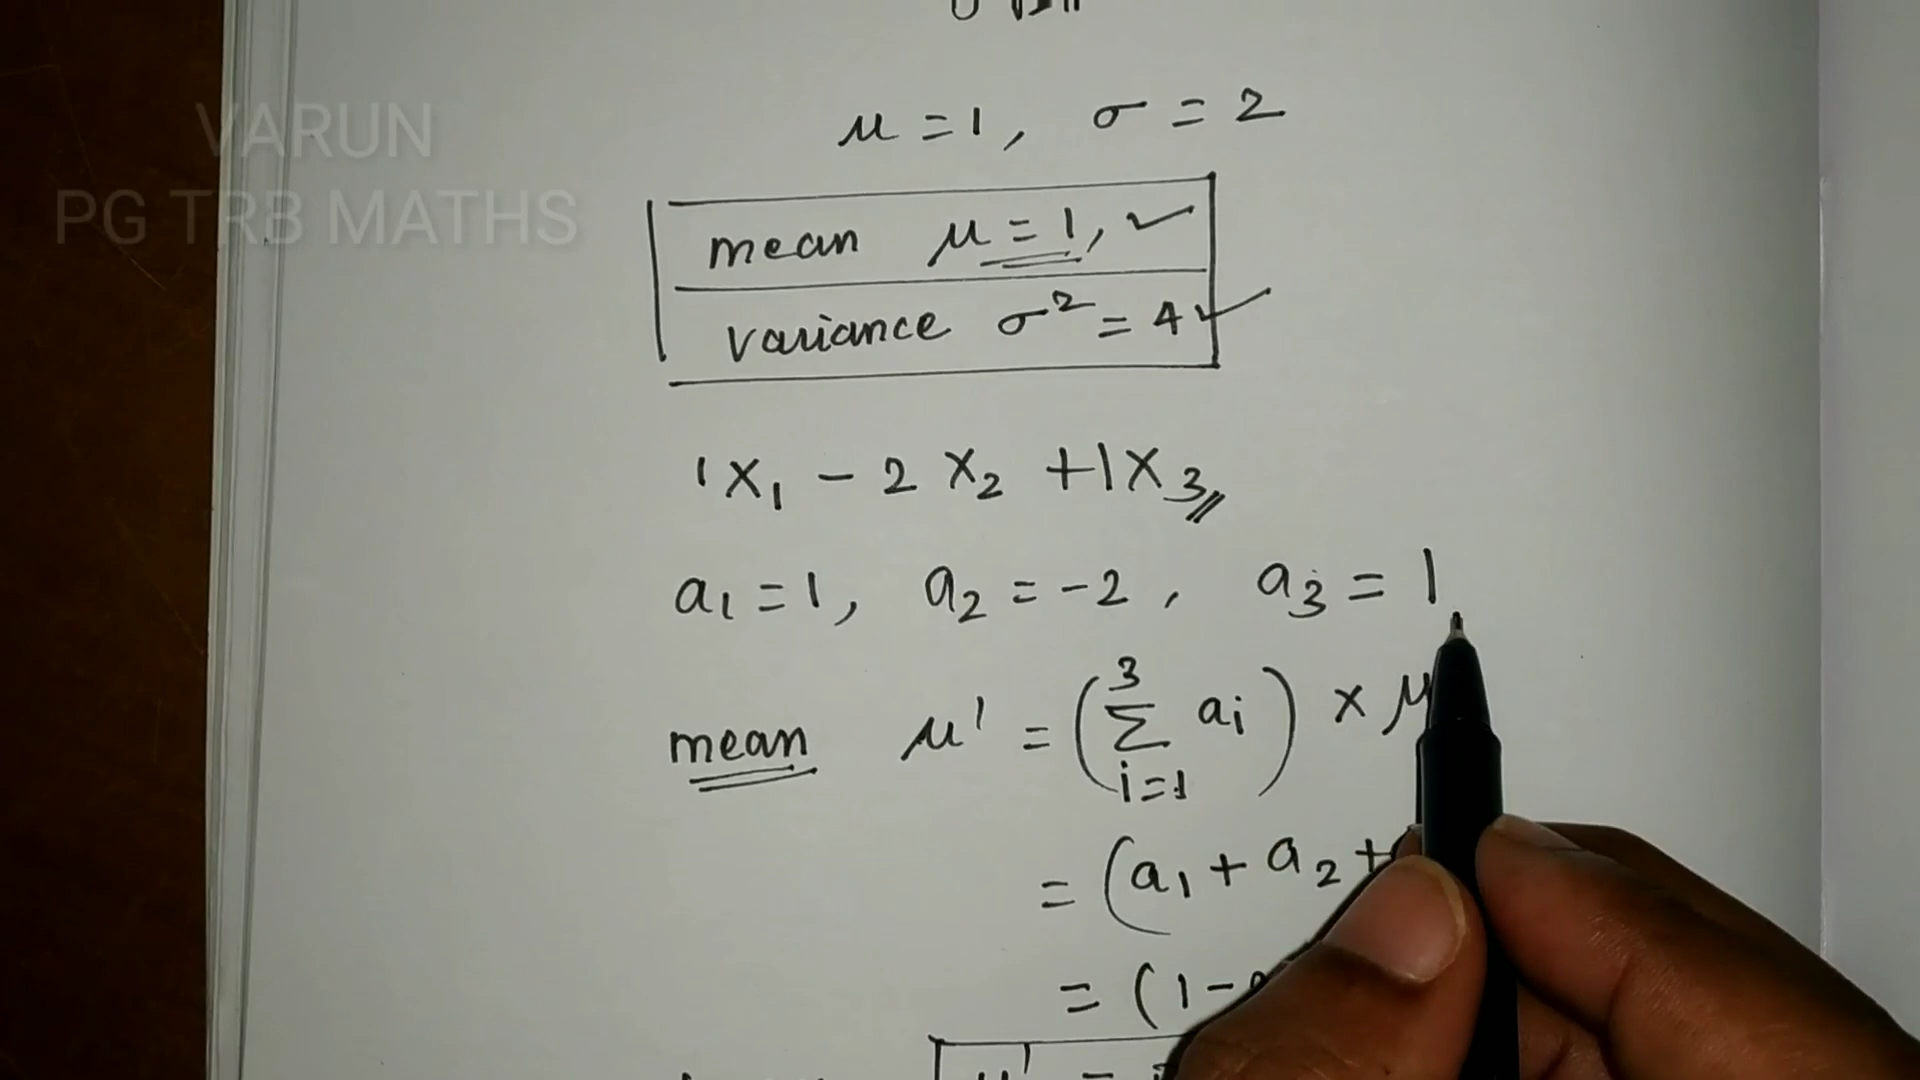 VARUN
PG TRB MATHS
μ = 1, σ = 2
mean μ = 1, ✓
variance σ² = 4 ✓
1X₁ - 2X₂ + 1X₃
a₁ = 1, a₂ = -2, a₃ = 1
mean μ' = (∑ᵢ₌₁³ aᵢ) × μ
= (a₁ + a₂ +
= (1 -
μ' =